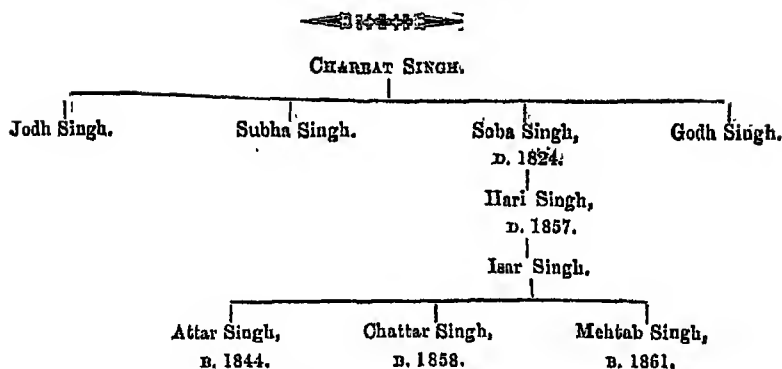 CHARBAT SINGH.
Jodh Singh. Subha Singh. Soba Singh, Godh Singh.
D. 1824.
Hari Singh,
D. 1857.
Isar Singh.
Attar Singh, Chattar Singh, Mehtab Singh,
B. 1844. B. 1858. B. 1861.